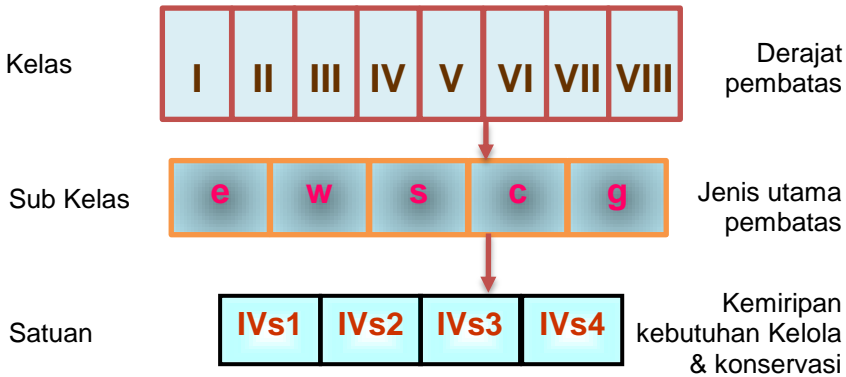 Kelas
I II III IV V VI VII VIII
Derajat
pembatas
Sub Kelas
e w s c g
Jenis utama
pembatas
Satuan
IVs1 IVs2 IVs3 IVs4
Kemiripan
kebutuhan Kelola
& konservasi